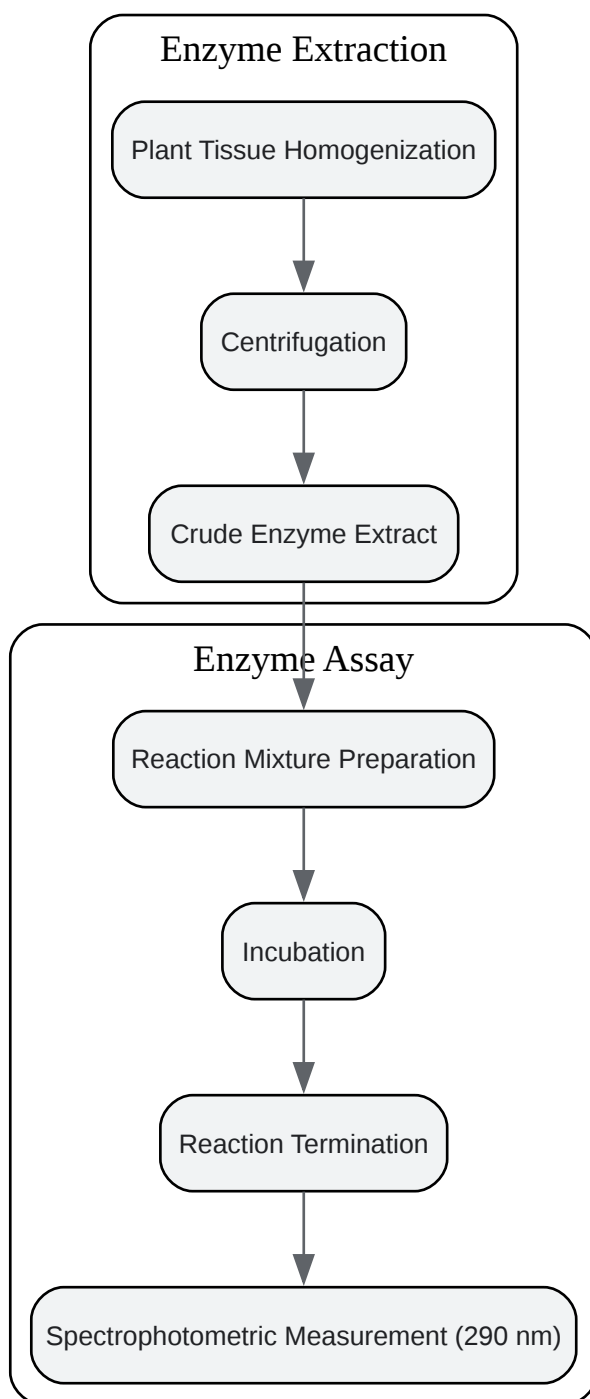 Enzyme Extraction
Plant Tissue Homogenization
Centrifugation
Crude Enzyme Extract
Enzyme Assay
Reaction Mixture Preparation
Incubation
Reaction Termination
Spectrophotometric Measurement (290 nm)